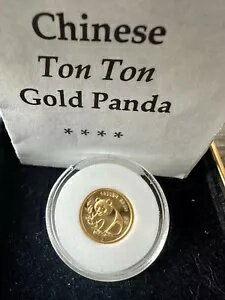 Chinese
Ton Ton
Gold Panda
****